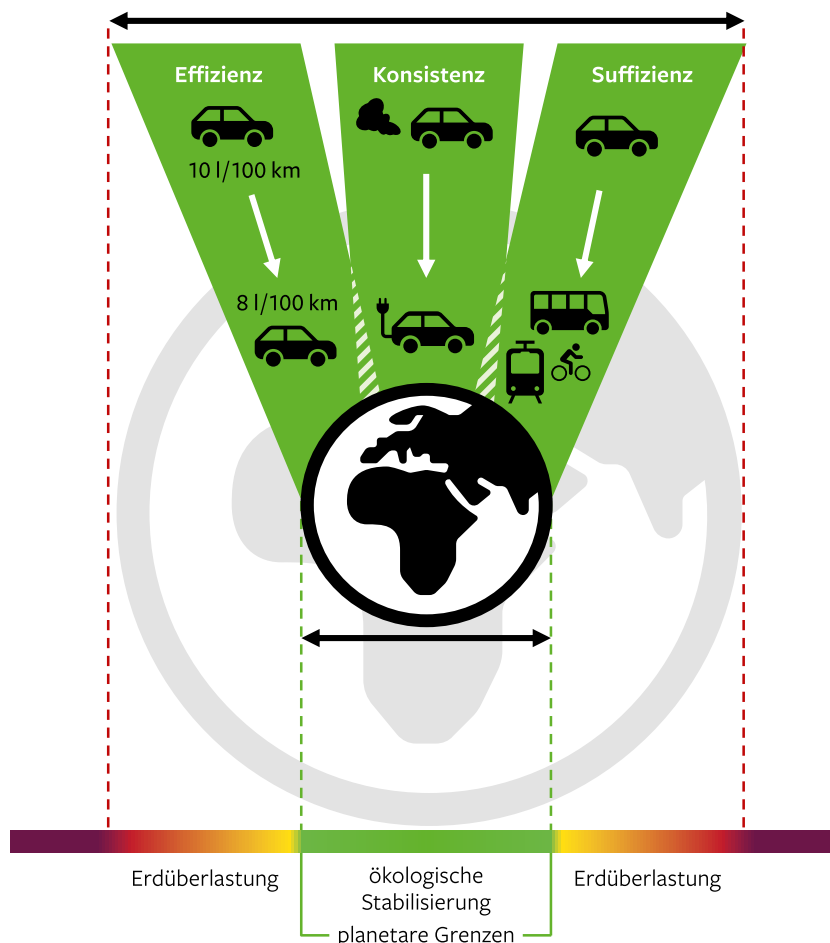 Effizienz
Konsistenz
Suffizienz
10 l/100 km
8 l/100 km
Erdüberlastung
ökologische
Stabilisierung
Erdüberlastung
planetare Grenzen